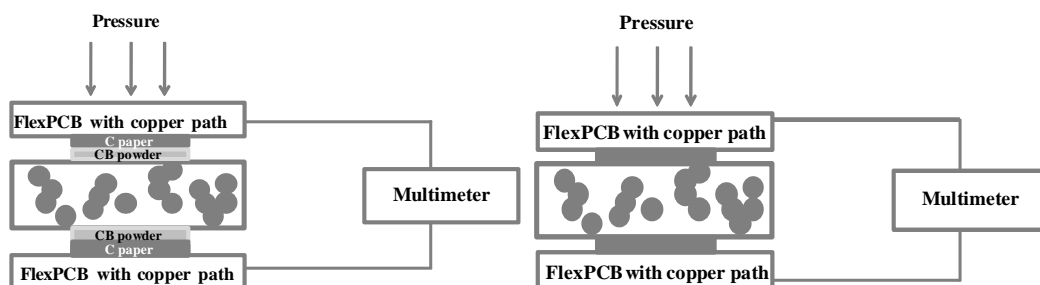 Pressure
FlexPCB with copper path
C paper
CB powder
Multimeter
CB powder
C paper
FlexPCB with copper path
Pressure
FlexPCB with copper path
Multimeter
FlexPCB with copper path